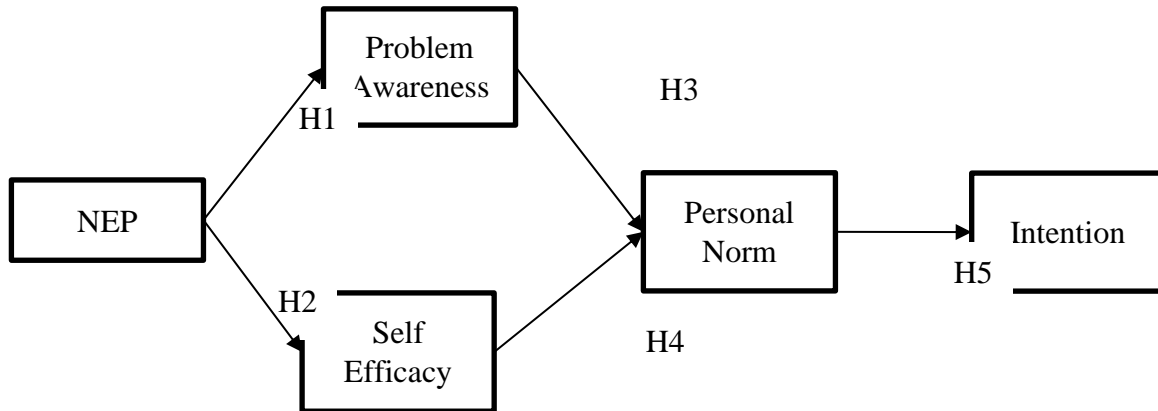 Problem
Awareness
H1
H3
NEP
Personal
Norm
Intention
H5
H2
Self
Efficacy
H4